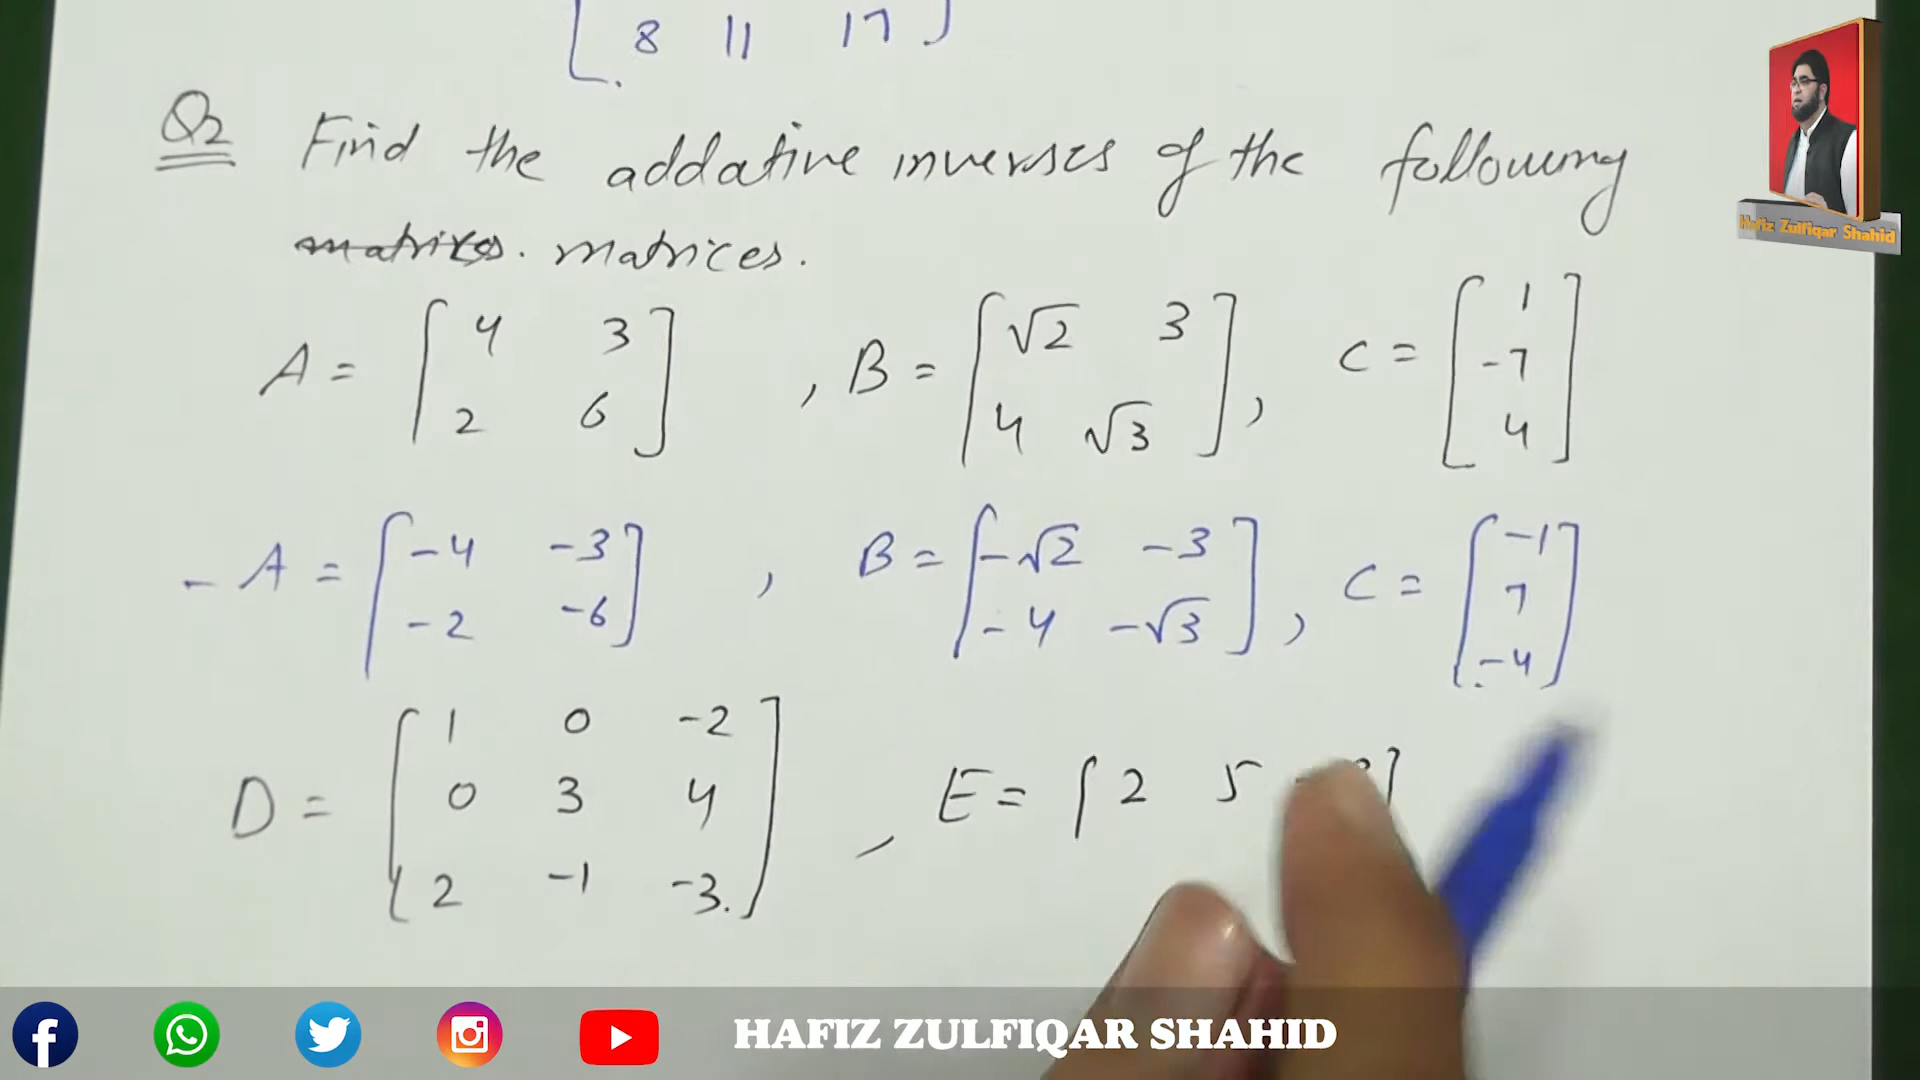 8 11 17
Q2 Find the addative inverses of the following
matrices. matrices.
A = [4 3 , B = [√2 3 , C = [1
2 6] 4 √3], -7
4]
- A = [-4 -3 , B = [-√2 -3 , C = [-1
-2 -6] -4 -√3], 7
-4]
D = [1 0 -2
0 3 4 , E = [2 5
2 -1 -3.]
Hafiz Zulfiqar Shahid
HAFIZ ZULFIQAR SHAHID